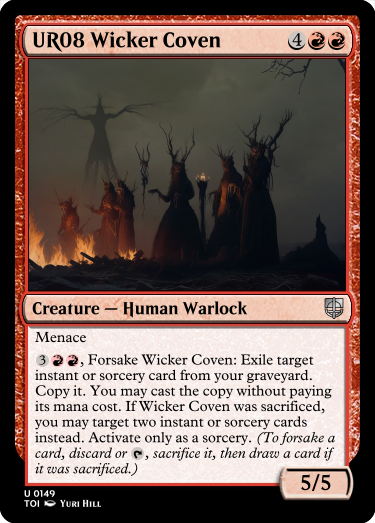 UR08 Wicker Coven 4
Creature — Human Warlock
Menace
3, Forsake Wicker Coven: Exile target
instant or sorcery card from your graveyard.
Copy it. You may cast the copy without paying
its mana cost. If Wicker Coven was sacrificed,
you may target two instant or sorcery cards
instead. Activate only as a sorcery. (To forsake a
card, discard or , sacrifice it, then draw a card if
it was sacrificed.)
5/5
U 0149
TOI Yuri Hill